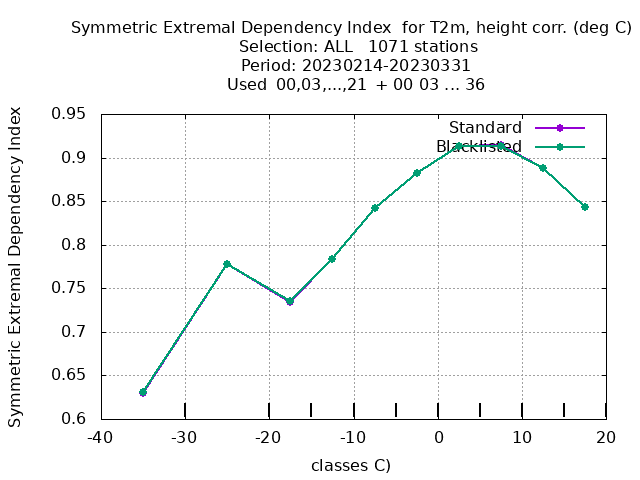 Symmetric Extremal Dependency Index  for T2m, height corr. (deg C)
Selection: ALL   1071 stations
Period: 20230214-20230331
Used  00,03,...,21  + 00 03 ... 36
Symmetric Extremal Dependency Index
0.95
0.9
0.85
0.8
0.75
0.7
0.65
0.6
Standard
Blacklisted
-40 -30 -20 -10 0 10 20
classes C)